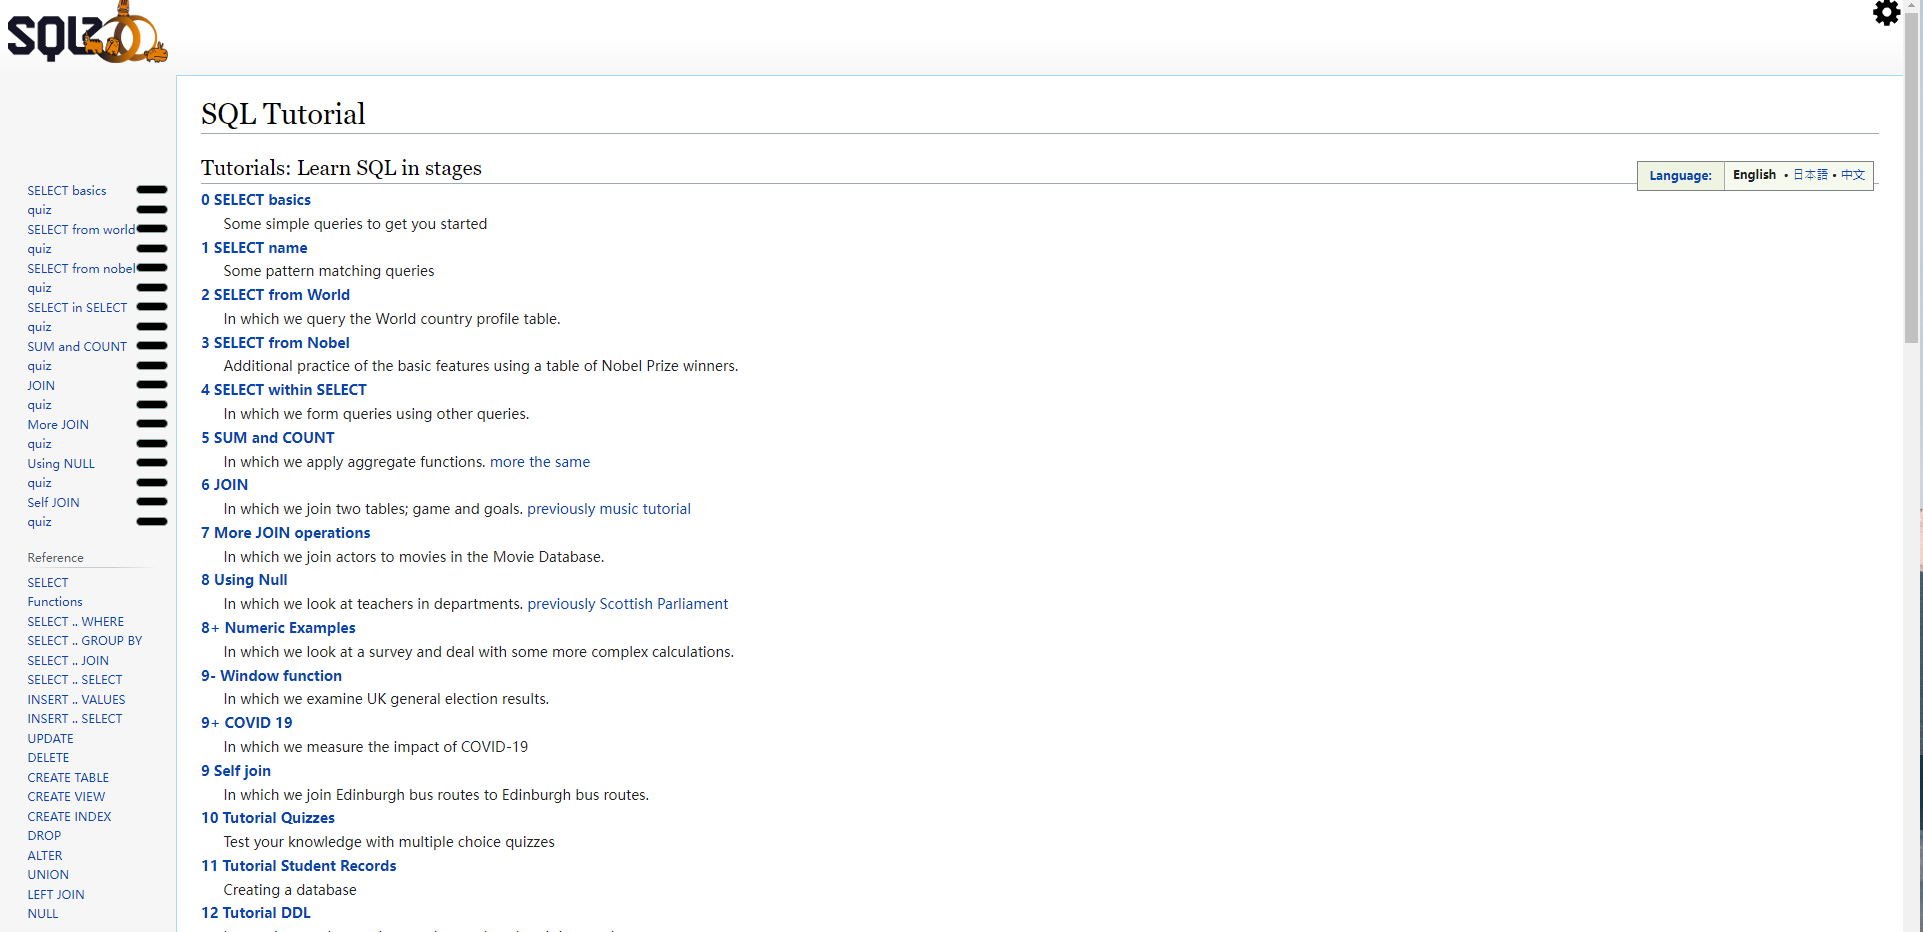 SQLZOO
SQL Tutorial
Tutorials: Learn SQL in stages
Language: English • 日本語 • 中文
0 SELECT basics
Some simple queries to get you started
1 SELECT name
Some pattern matching queries
2 SELECT from World
In which we query the World country profile table.
3 SELECT from Nobel
Additional practice of the basic features using a table of Nobel Prize winners.
4 SELECT within SELECT
In which we form queries using other queries.
5 SUM and COUNT
In which we apply aggregate functions. more the same
6 JOIN
In which we join two tables; game and goals. previously music tutorial
7 More JOIN operations
In which we join actors to movies in the Movie Database.
8 Using Null
In which we look at teachers in departments. previously Scottish Parliament
8+ Numeric Examples
In which we look at a survey and deal with some more complex calculations.
9- Window function
In which we examine UK general election results.
9+ COVID 19
In which we measure the impact of COVID-19
9 Self join
In which we join Edinburgh bus routes to Edinburgh bus routes.
10 Tutorial Quizzes
Test your knowledge with multiple choice quizzes
11 Tutorial Student Records
Creating a database
12 Tutorial DDL
SELECT basics
quiz
SELECT from world
quiz
SELECT from nobel
quiz
SELECT in SELECT
quiz
SUM and COUNT
quiz
JOIN
quiz
More JOIN
quiz
Using NULL
quiz
Self JOIN
quiz
Reference
SELECT
Functions
SELECT .. WHERE
SELECT .. GROUP BY
SELECT .. JOIN
SELECT .. SELECT
INSERT .. VALUES
INSERT .. SELECT
UPDATE
DELETE
CREATE TABLE
CREATE VIEW
CREATE INDEX
DROP
ALTER
UNION
LEFT JOIN
NULL